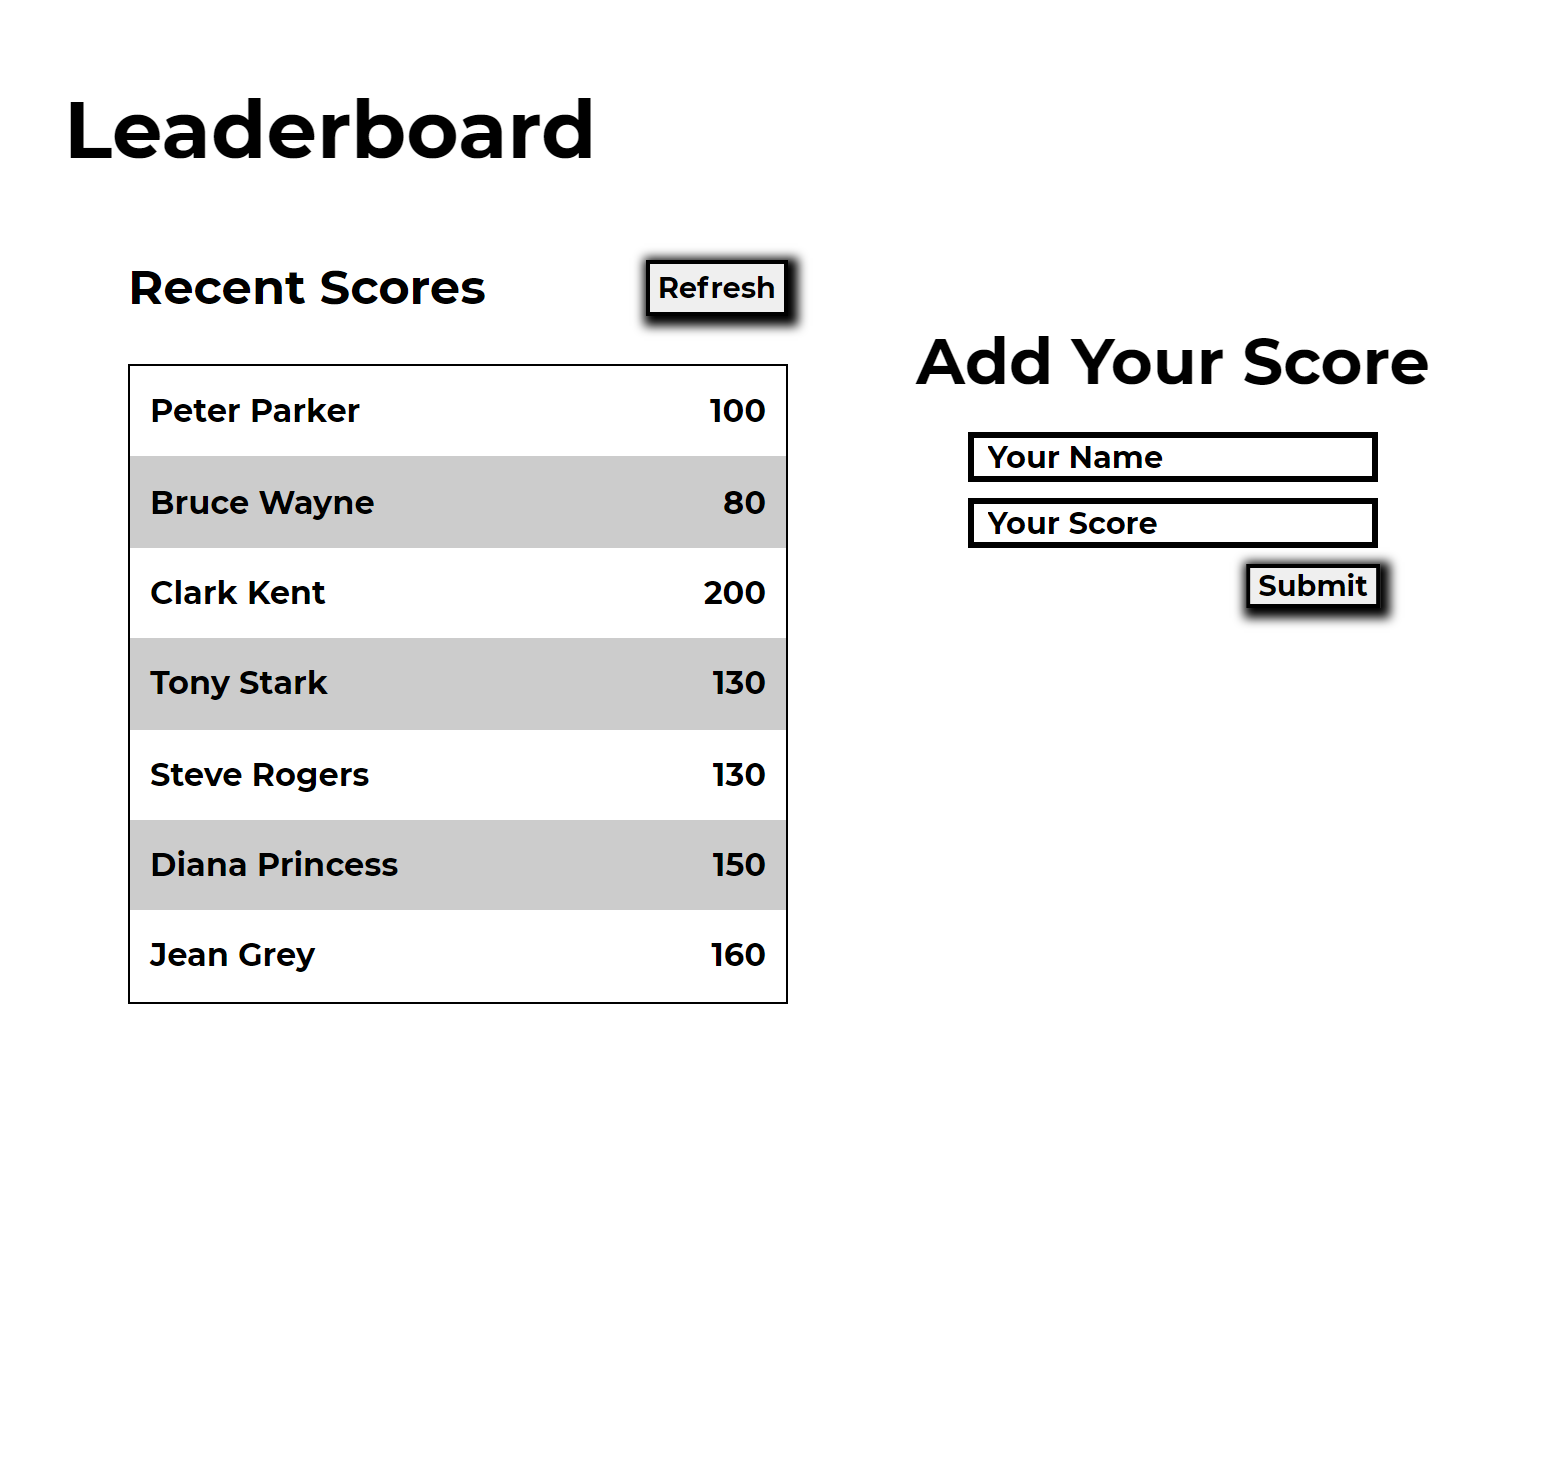 Leaderboard
Recent Scores
Refresh
Peter Parker 100
Bruce Wayne 80
Clark Kent 200
Tony Stark 130
Steve Rogers 130
Diana Princess 150
Jean Grey 160
Add Your Score
Your Name
Your Score
Submit